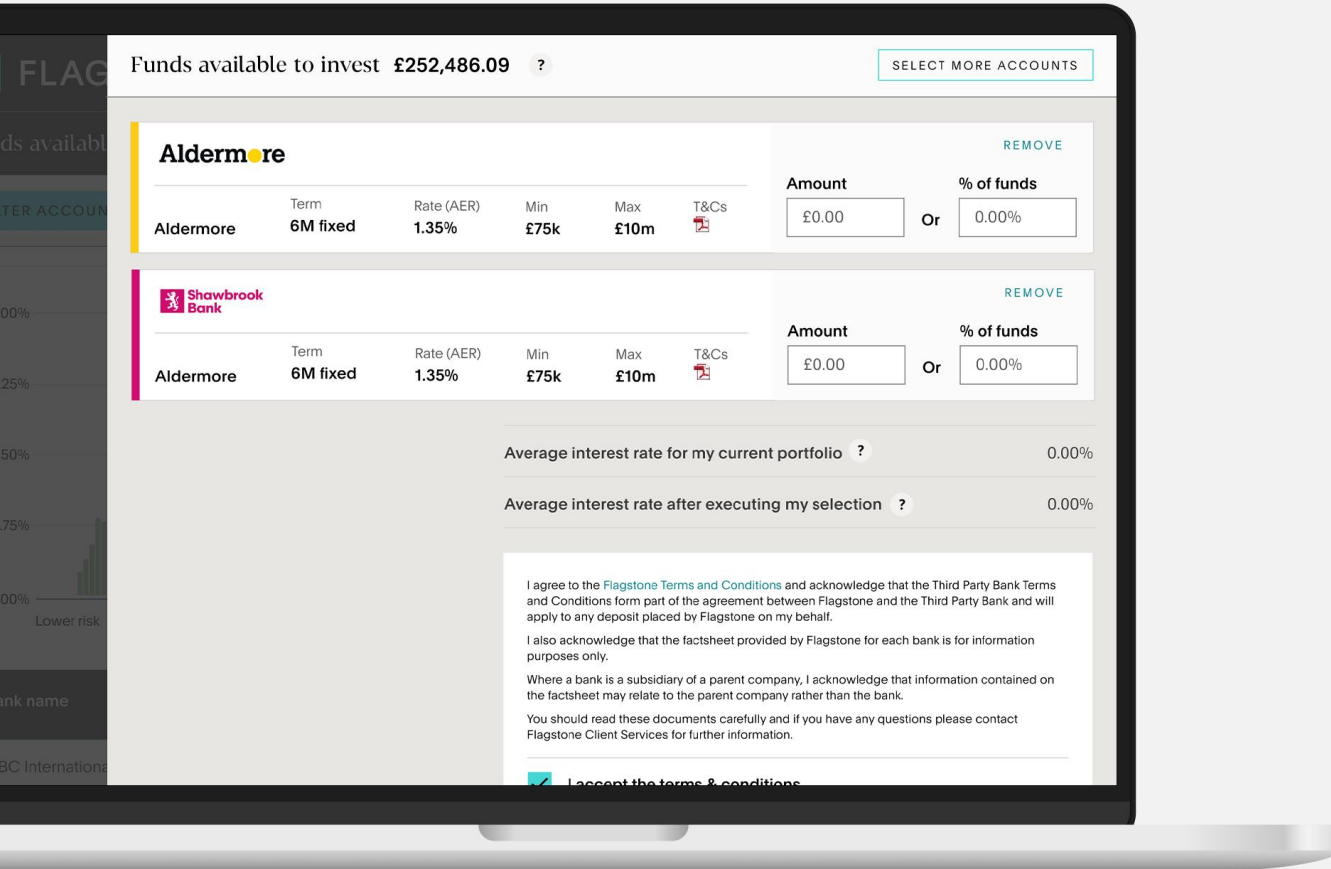 FLAG
Funds available to invest £252,486.09 ?
SELECT MORE ACCOUNTS
Aldermore
REMOVE
Term
Rate (AER)
Min
Max
T&Cs
Amount
% of funds
Aldermore
6M fixed
1.35%
£75k
£10m
£0.00
Or
0.00%
Shawbrook
Bank
REMOVE
Term
Rate (AER)
Min
Max
T&Cs
Amount
% of funds
Aldermore
6M fixed
1.35%
£75k
£10m
£0.00
Or
0.00%
Average interest rate for my current portfolio ? 0.00%
Average interest rate after executing my selection ? 0.00%
I agree to the Flagstone Terms and Conditions and acknowledge that the Third Party Bank Terms
and Conditions form part of the agreement between Flagstone and the Third Party Bank and will
apply to any deposit placed by Flagstone on my behalf.
I also acknowledge that the factsheet provided by Flagstone for each bank is for information
purposes only.
Where a bank is a subsidiary of a parent company, I acknowledge that information contained on
the factsheet may relate to the parent company rather than the bank.
You should read these documents carefully and if you have any questions please contact
Flagstone Client Services for further information.
I accept the terms & conditions
ds availabl
TER ACCOUN
00%
25%
50%
75%
00%
Lower risk
ank name
BC Internationa